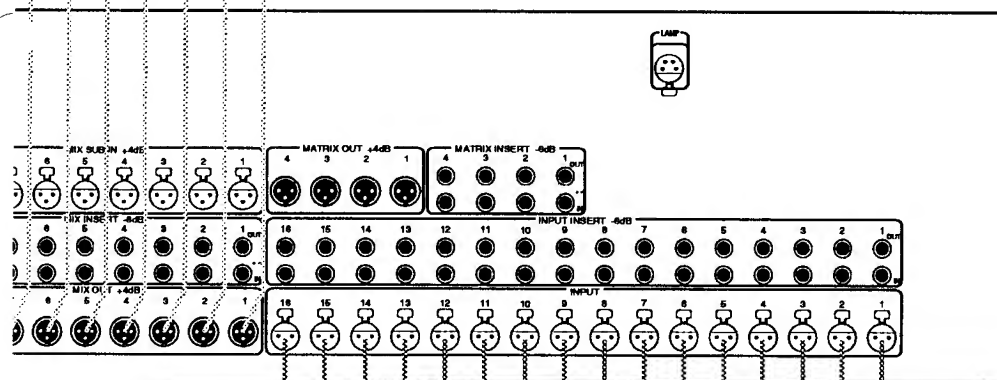 LAMP
MIX SUB IN +4dB
MATRIX OUT +4dB
MATRIX INSERT -6dB
6 5 4 3 2 1
4 3 2 1
4 3 2 1
OUT
IN
MIX INSERT -6dB
INPUT INSERT -6dB
6 5 4 3 2 1
OUT
16 15 14 13 12 11 10 9 8 7 6 5 4 3 2 1
OUT
IN
IN
MIX OUT +4dB
INPUT
6 5 4 3 2 1
16 15 14 13 12 11 10 9 8 7 6 5 4 3 2 1